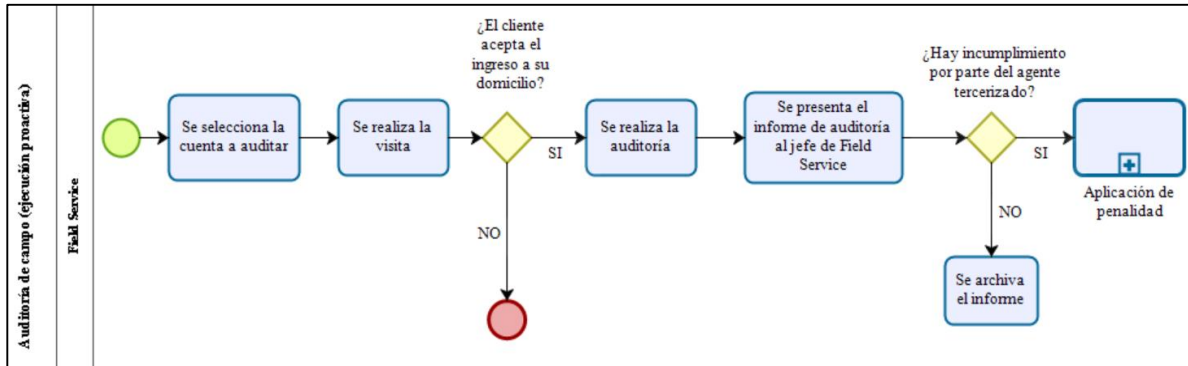 Auditoría de campo (ejecución proactiva)
Field Service
Se selecciona la
cuenta a auditar
Se realiza la
visita
¿El cliente
acepta el
ingreso a su
domicilio?
SI
NO
Se realiza la
auditoría
Se presenta el
informe de auditoría
al jefe de Field
Service
¿Hay incumplimiento
por parte del agente
tercerizado?
SI
NO
Aplicación de
penalidad
Se archiva
el informe